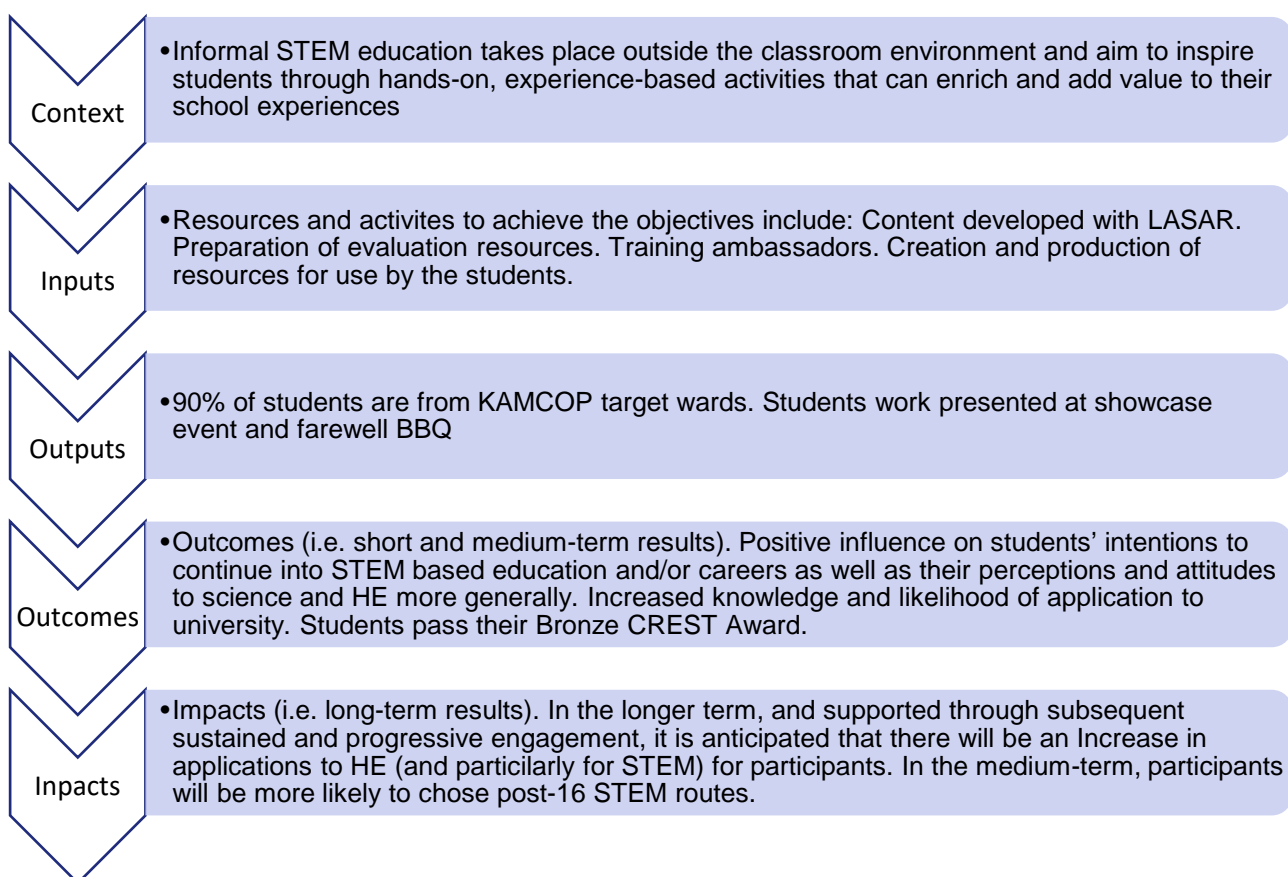 Context
•Informal STEM education takes place outside the classroom environment and aim to inspire
students through hands-on, experience-based activities that can enrich and add value to their
school experiences
Inputs
•Resources and activites to achieve the objectives include: Content developed with LASAR.
Preparation of evaluation resources. Training ambassadors. Creation and production of
resources for use by the students.
Outputs
•90% of students are from KAMCOP target wards. Students work presented at showcase
event and farewell BBQ
Outcomes
•Outcomes (i.e. short and medium-term results). Positive influence on students’ intentions to
continue into STEM based education and/or careers as well as their perceptions and attitudes
to science and HE more generally. Increased knowledge and likelihood of application to
university. Students pass their Bronze CREST Award.
Inpacts
•Impacts (i.e. long-term results). In the longer term, and supported through subsequent
sustained and progressive engagement, it is anticipated that there will be an Increase in
applications to HE (and particilarly for STEM) for participants. In the medium-term, participants
will be more likely to chose post-16 STEM routes.